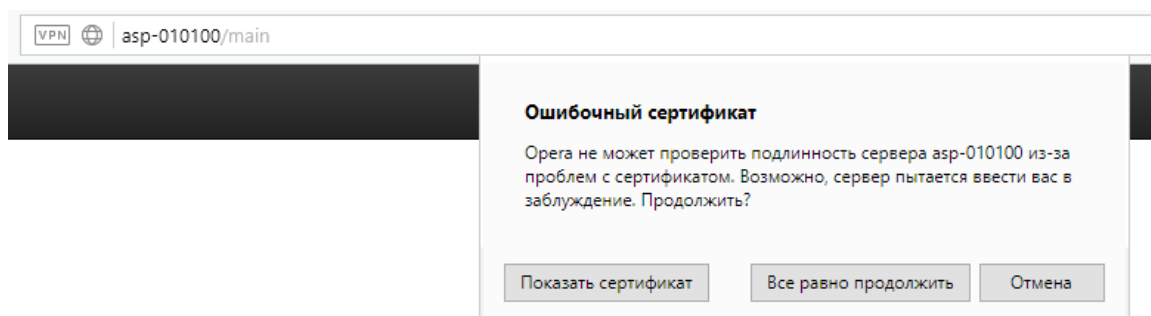 VPN asp-010100/main
Ошибочный сертификат
Opera не может проверить подлинность сервера asp-010100 из-за
проблем с сертификатом. Возможно, сервер пытается ввести вас в
заблуждение. Продолжить?
Показать сертификат Все равно продолжить Отмена